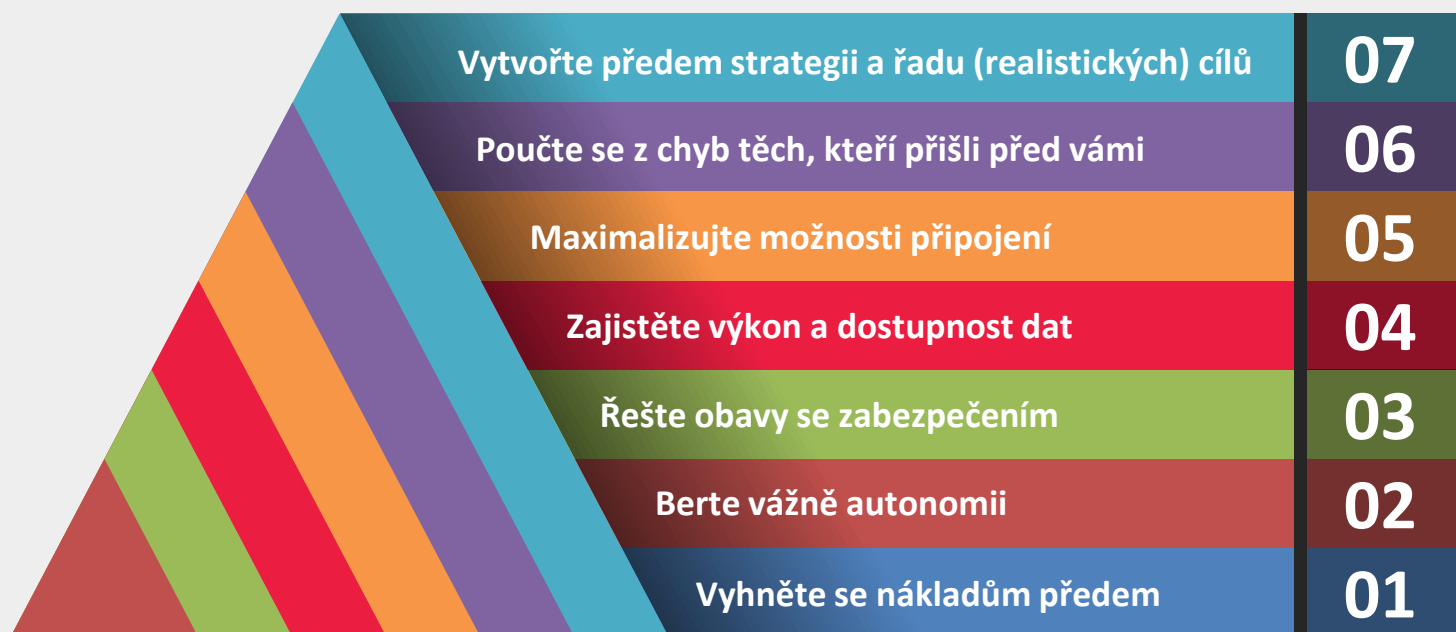 Vytvořte předem strategii a řadu (realistických) cílů 07
Poučte se z chyb těch, kteří přišli před vámi 06
Maximalizujte možnosti připojení 05
Zajistěte výkon a dostupnost dat 04
Řešte obavy se zabezpečením 03
Berte vážně autonomii 02
Vyhněte se nákladům předem 01